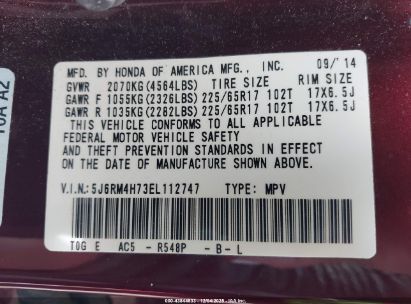 MFD. BY HONDA OF AMERICA MFG., INC. 09/'14
GVWR 2070KG(4564LBS) TIRE SIZE RIM SIZE
GAWR F 1055KG(2326LBS) 225/65R17 102T 17X6.5J
GAWR R 1035KG(2282LBS) 225/65R17 102T 17X6.5J
THIS VEHICLE CONFORMS TO ALL APPLICABLE
FEDERAL MOTOR VEHICLE SAFETY
AND THEFT PREVENTION STANDARDS IN EFFECT ON
THE DATE OF MANUFACTURE SHOWN ABOVE.
V.I.N:5J6RM4H73EL112747 TYPE: MPV
T0G E AC5 - R548P -B-L